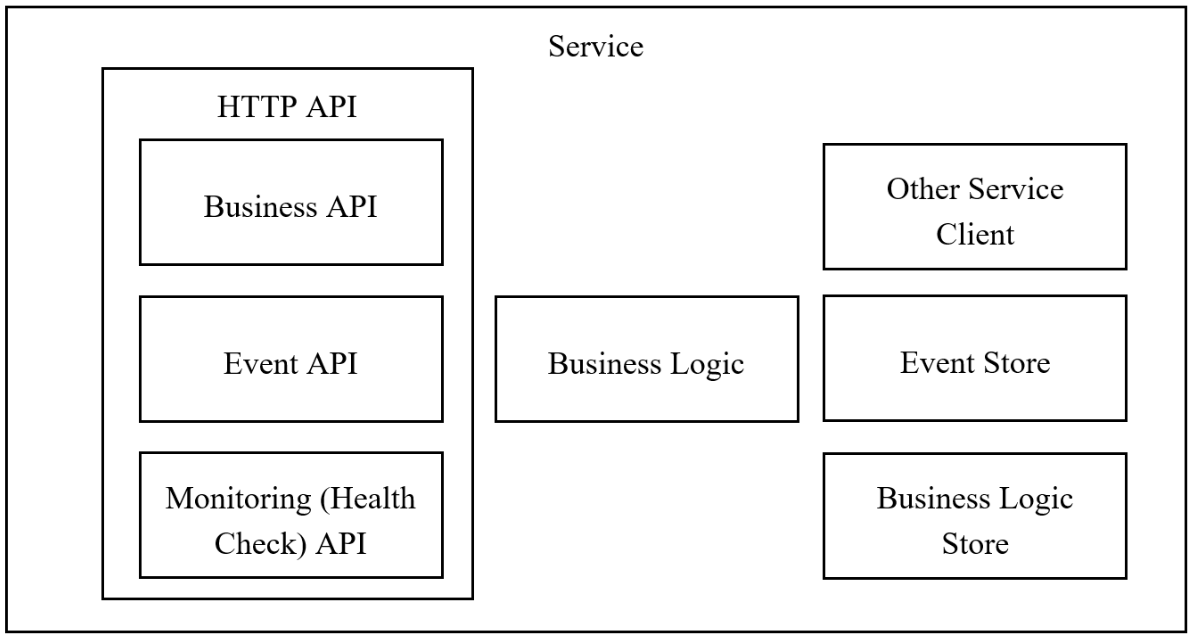 Service
HTTP API
Business API
Event API
Monitoring (Health
Check) API
Business Logic
Other Service
Client
Event Store
Business Logic
Store